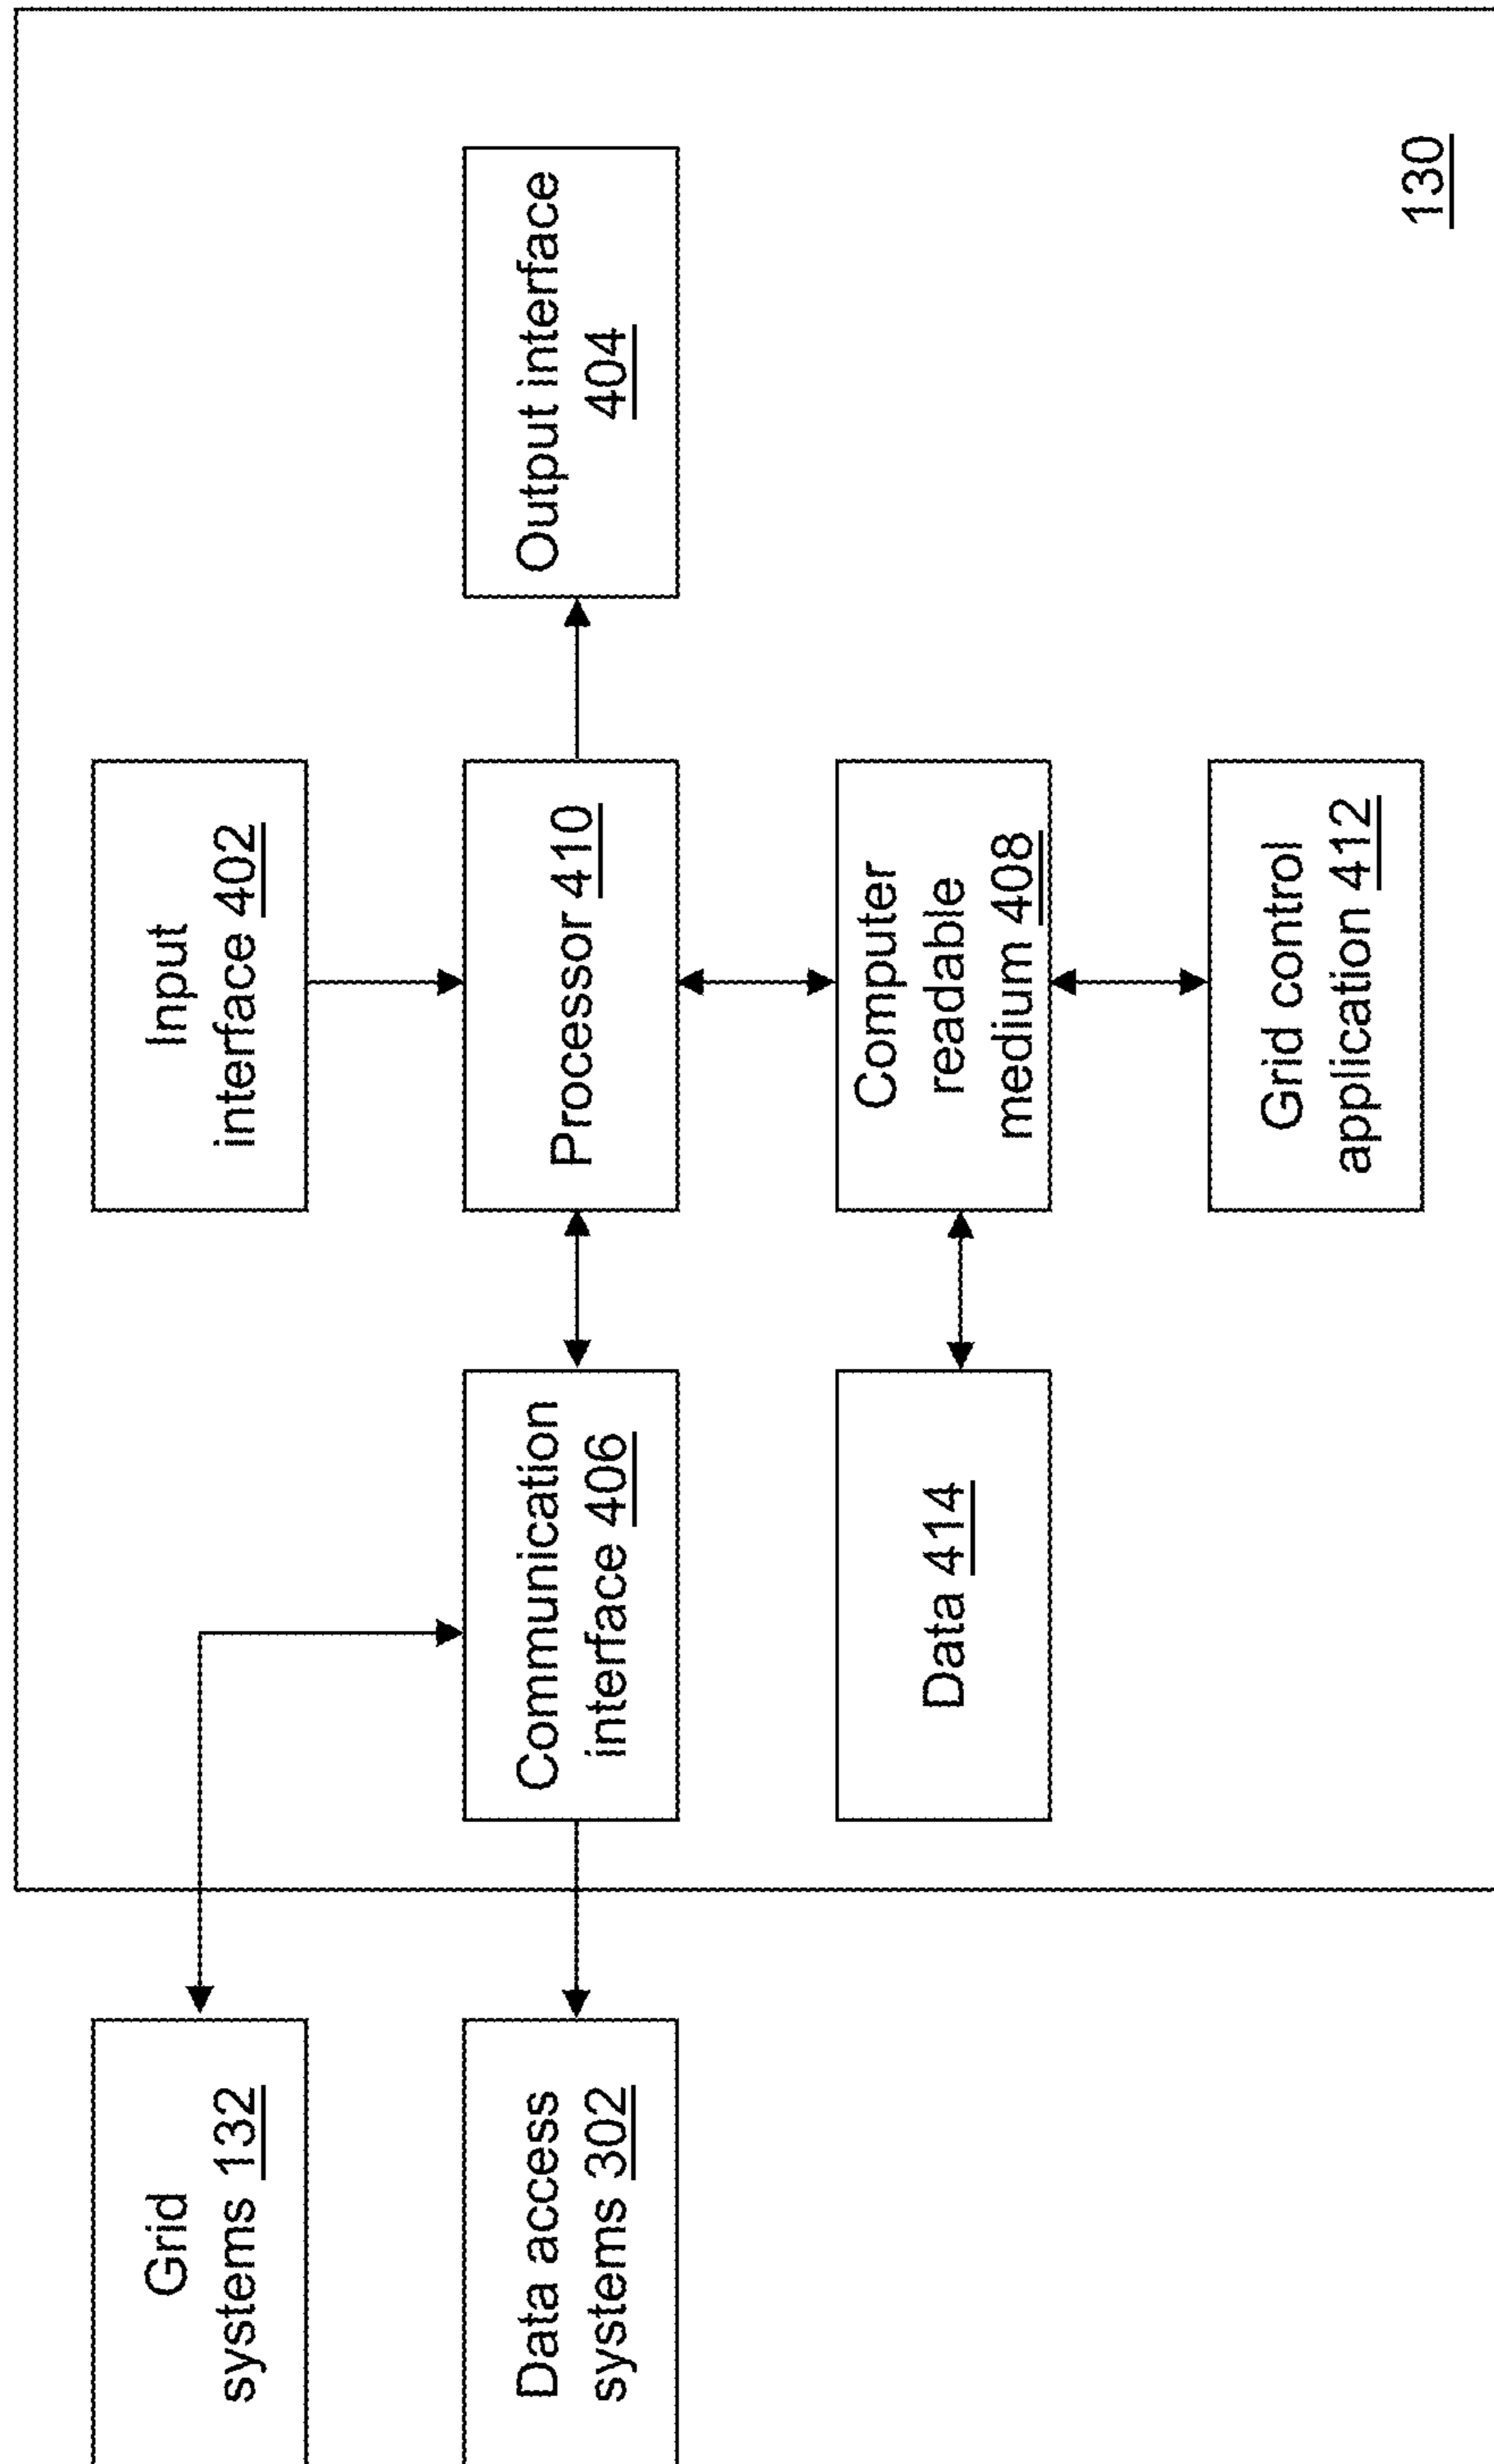 Grid
systems 132
Data access
systems 302
Input
interface 402
Communication
interface 406
Processor 410
Output interface
404
Data 414
Computer
readable
medium 408
Grid control
application 412
130